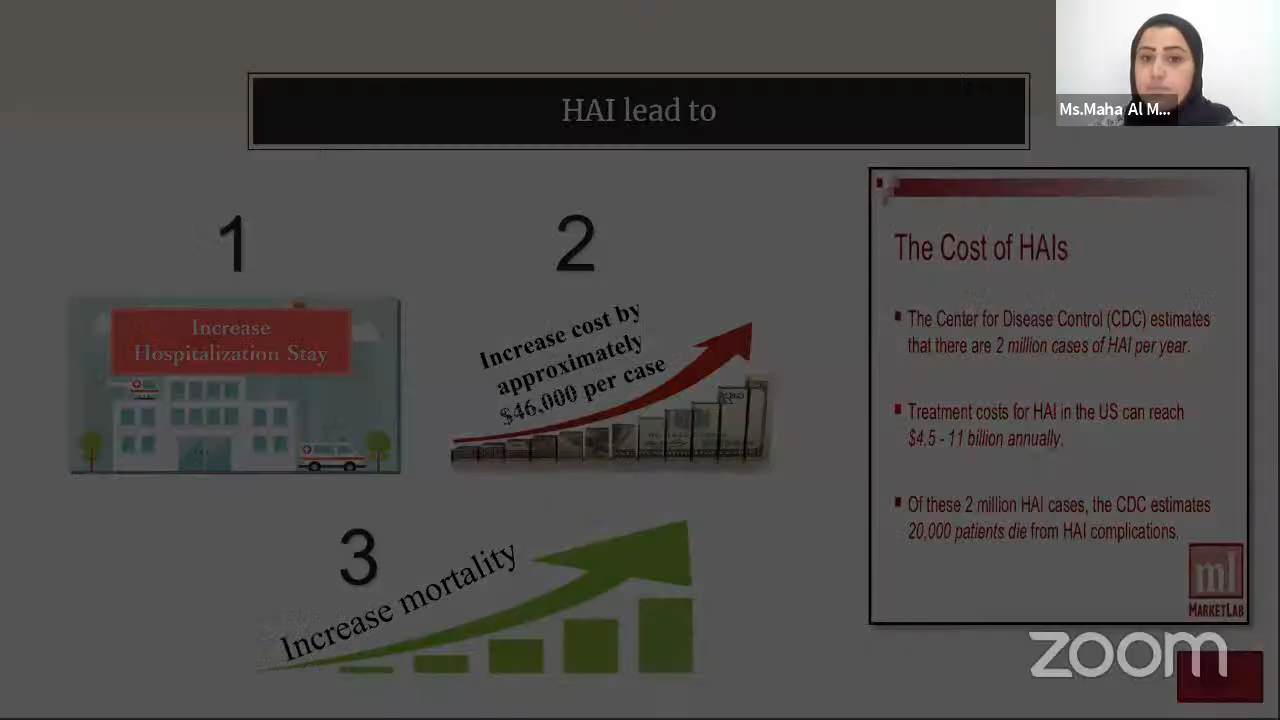 HAI lead to
Ms.Maha Al M...
1
Increase
Hospitalization Stay
2
Increase cost by
approximately
$46,000 per case
3
Increase mortality
The Cost of HAIs
The Center for Disease Control (CDC) estimates
that there are 2 million cases of HAI per year.
Treatment costs for HAI in the US can reach
$4.5 - 11 billion annually.
Of these 2 million HAI cases, the CDC estimates
20,000 patients die from HAI complications.
ml
MARKETLAB
zoom